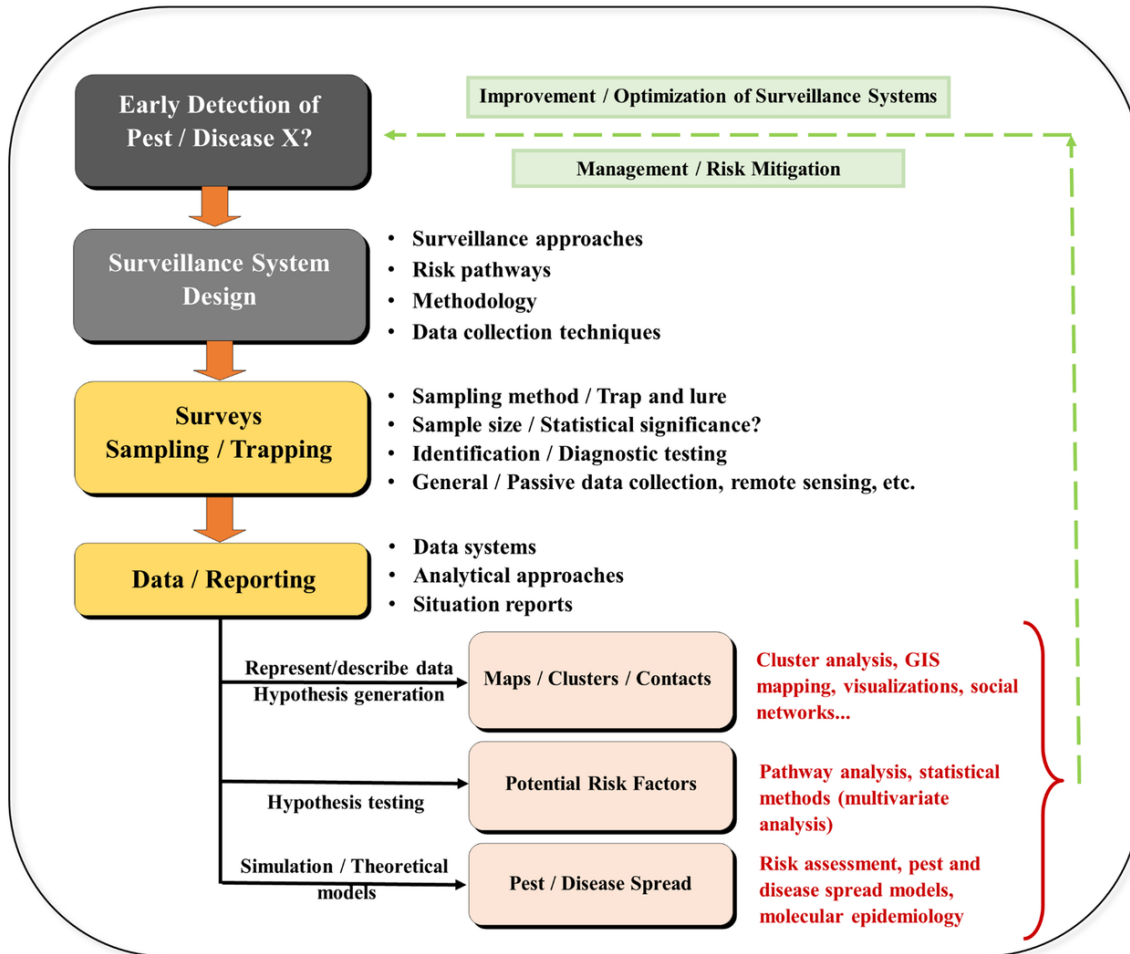 Early Detection of
Pest / Disease X?
Improvement / Optimization of Surveillance Systems
Management / Risk Mitigation
Surveillance System
Design
• Surveillance approaches
• Risk pathways
• Methodology
• Data collection techniques
Surveys
Sampling / Trapping
• Sampling method / Trap and lure
• Sample size / Statistical significance?
• Identification / Diagnostic testing
• General / Passive data collection, remote sensing, etc.
Data / Reporting
• Data systems
• Analytical approaches
• Situation reports
Represent/describe data
Hypothesis generation
Maps / Clusters / Contacts
Cluster analysis, GIS
mapping, visualizations, social
networks...
Hypothesis testing
Potential Risk Factors
Pathway analysis, statistical
methods (multivariate
analysis)
Simulation / Theoretical
models
Pest / Disease Spread
Risk assessment, pest and
disease spread models,
molecular epidemiology